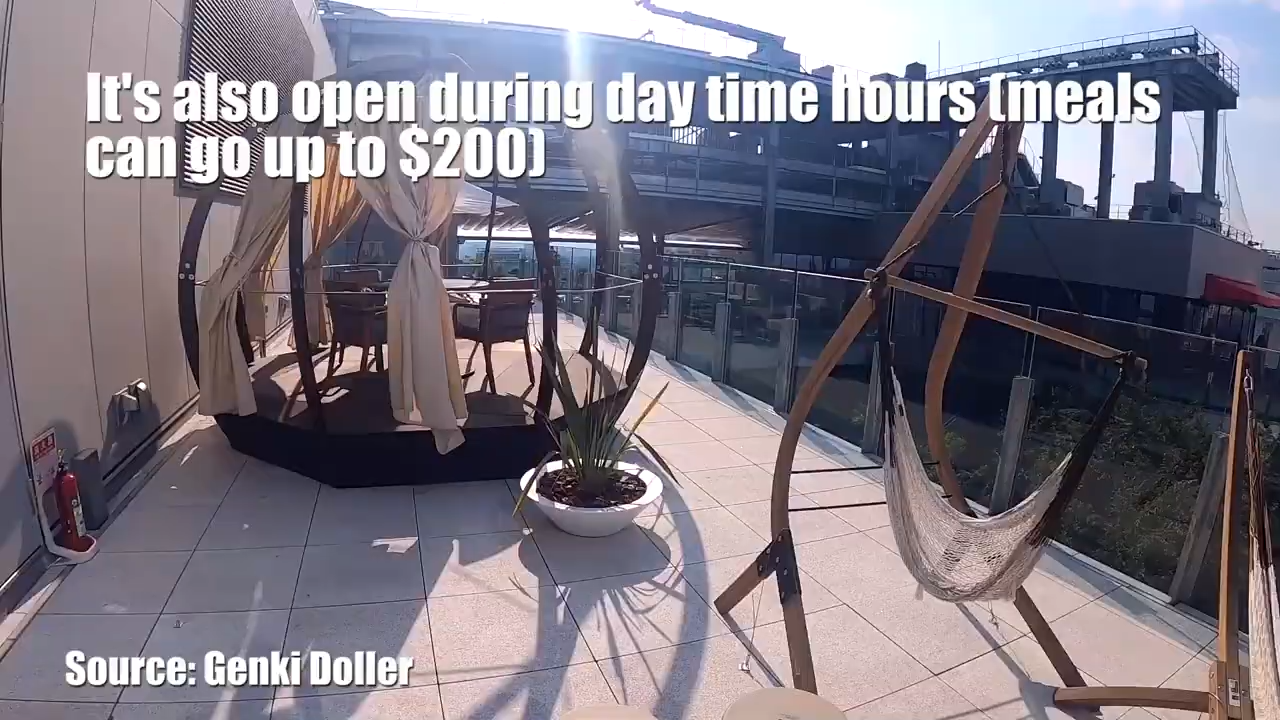 It's also open during day time hours (meals
can go up to $200)
Source: Genki Doller